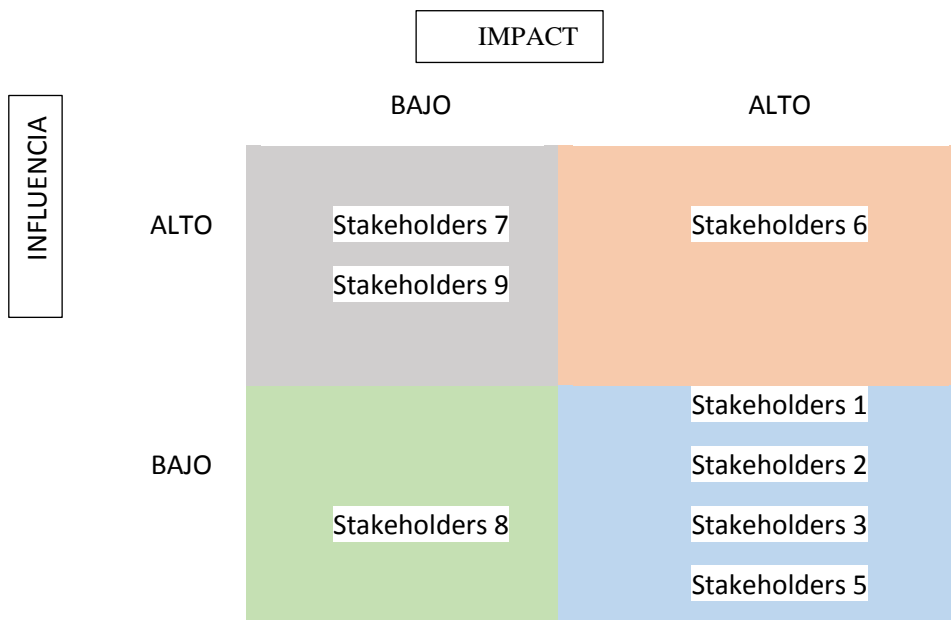 IMPACT
INFLUENCIA
BAJO
ALTO
ALTO
Stakeholders 7
Stakeholders 6
Stakeholders 9
Stakeholders 1
BAJO
Stakeholders 2
Stakeholders 8
Stakeholders 3
Stakeholders 5